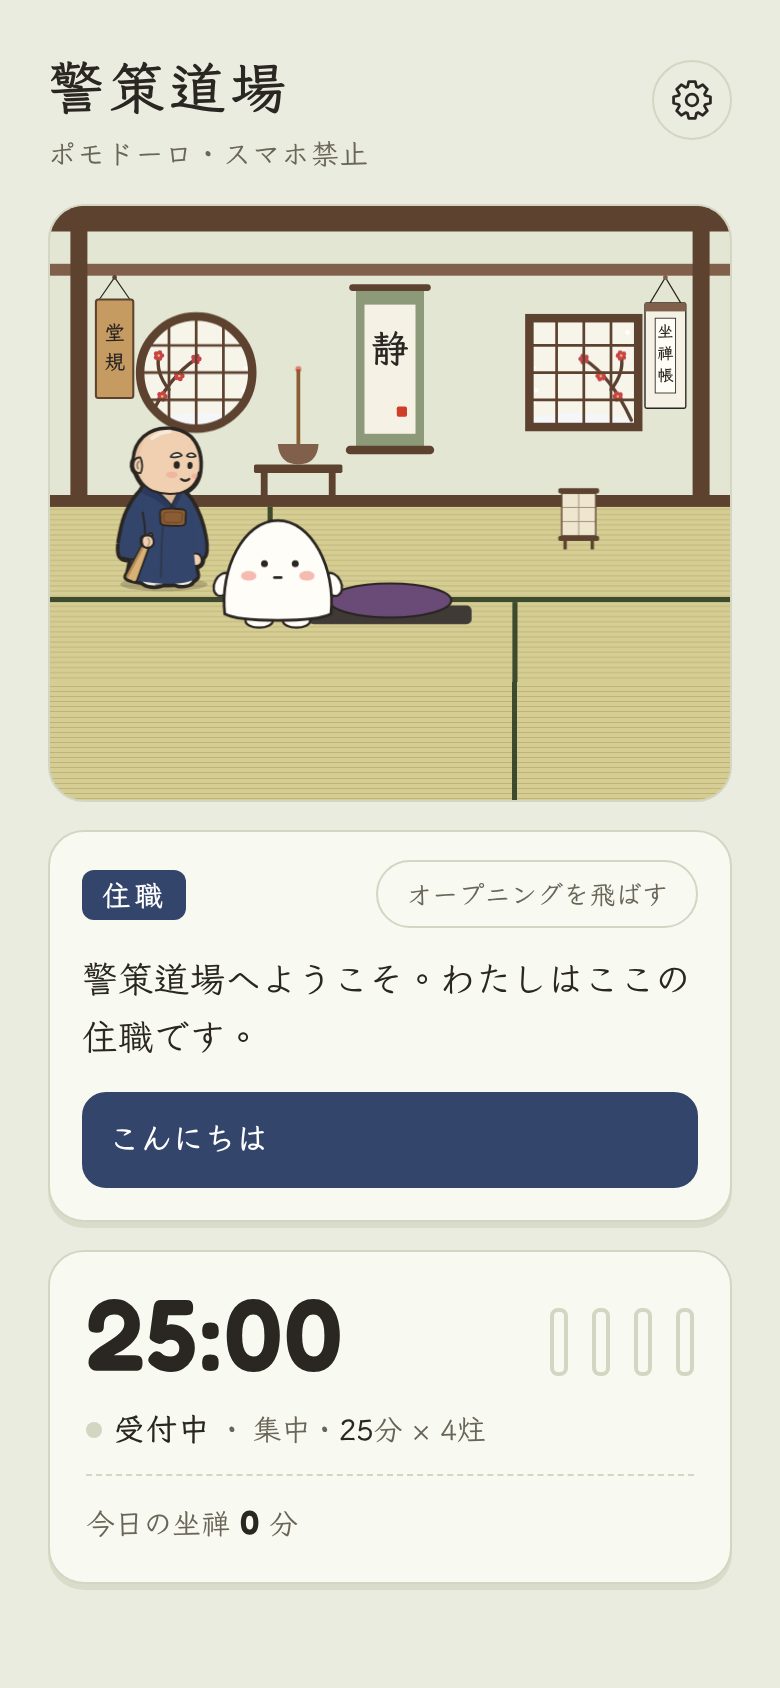 警策道場
ポモドーロ・スマホ禁止
堂規
静
坐禅帳
住職
オープニングを飛ばす
警策道場へようこそ。わたしはここの
住職です。
こんにちは
25:00
受付中 ・ 集中・25分 × 4炷
今日の坐禅 0 分